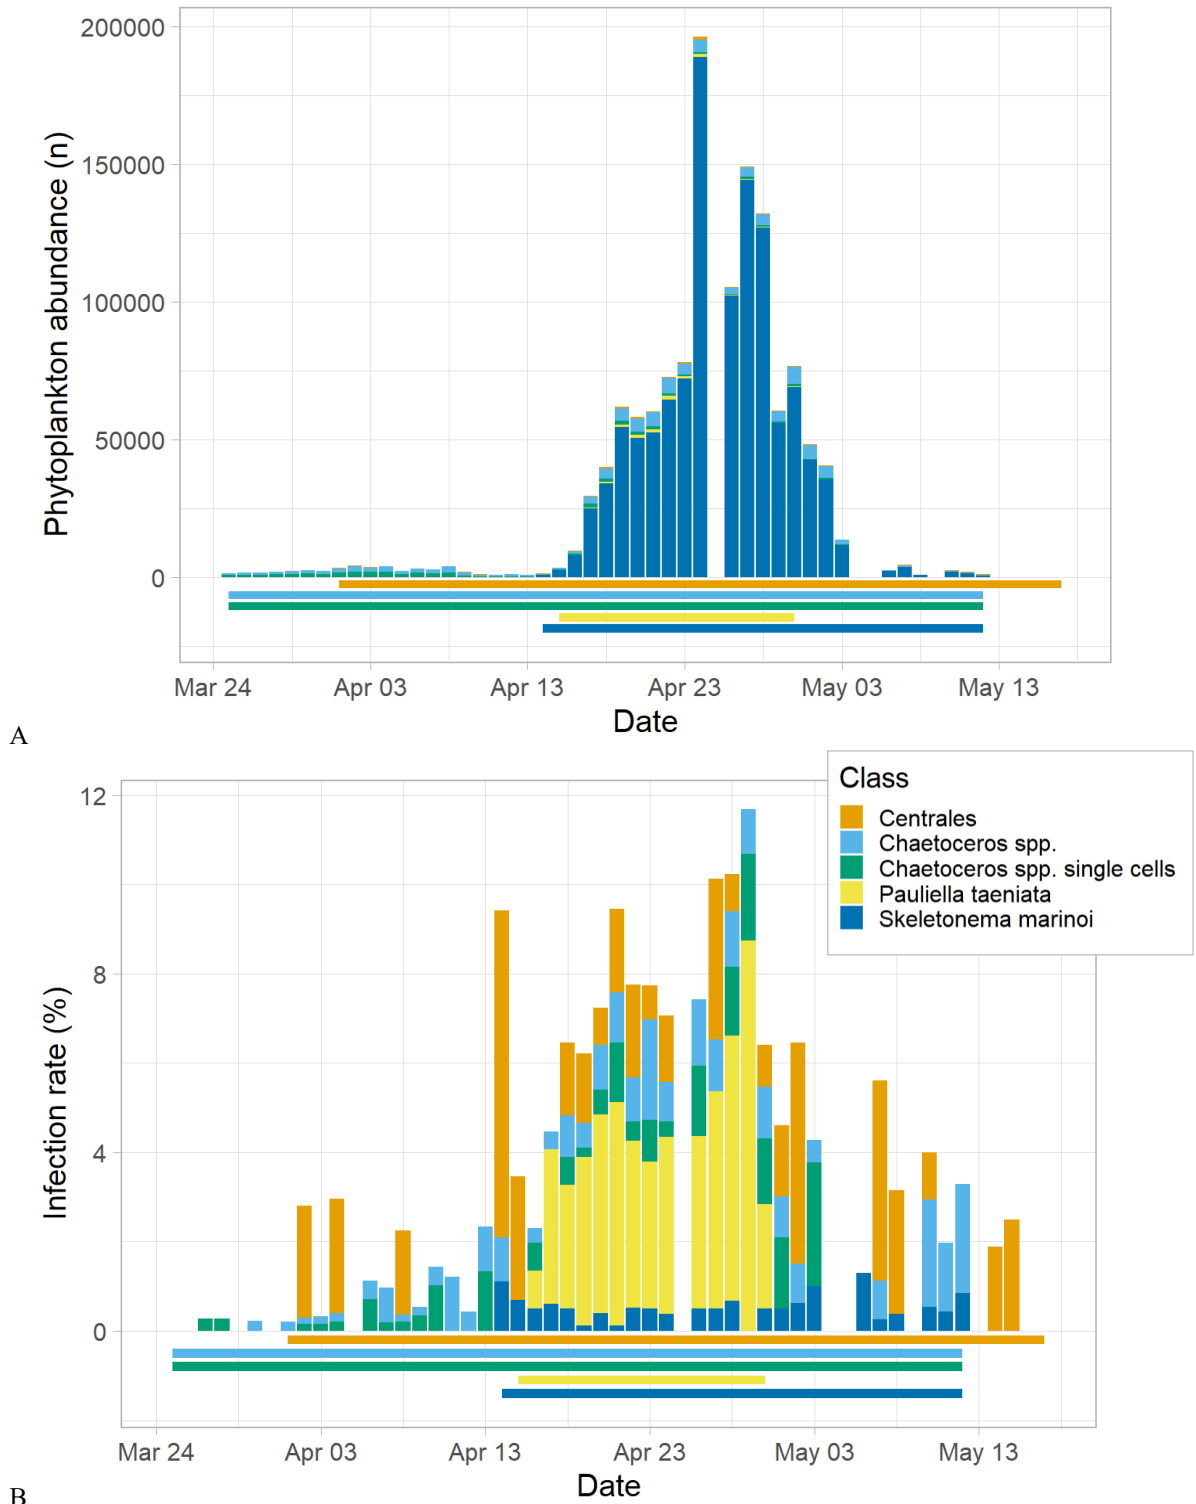 200000
150000
100000
50000
0
Phytoplankton abundance (n)
Mar 24 Apr 03 Apr 13 Apr 23 May 03 May 13
Date
A
Class
Centrales
Chaetoceros spp.
Chaetoceros spp. single cells
Pauliella taeniata
Skeletonema marinoi
12
8
4
0
Infection rate (%)
Mar 24 Apr 03 Apr 13 Apr 23 May 03 May 13
Date
B